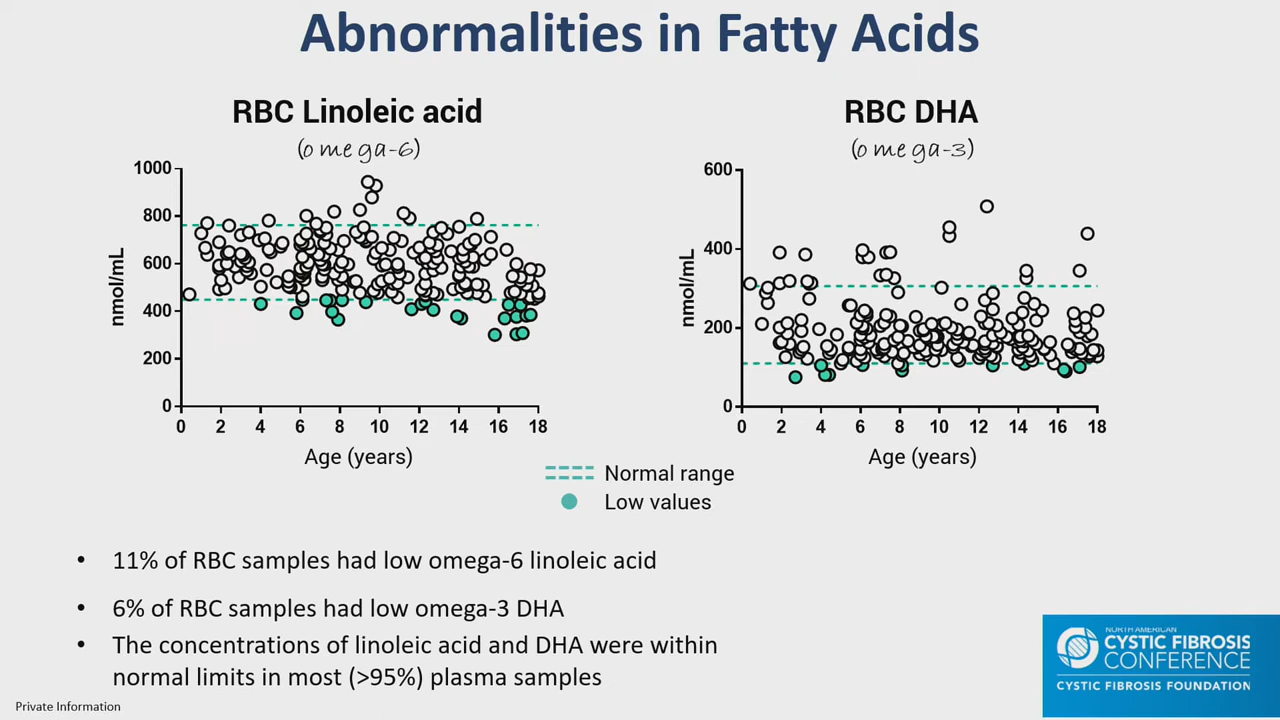 Abnormalities in Fatty Acids
RBC Linoleic acid
(omega-6)
1000
800
600
400
200
0
nmol/mL
0 2 4 6 8 10 12 14 16 18
Age (years)
RBC DHA
(omega-3)
600
400
200
0
nmol/mL
0 2 4 6 8 10 12 14 16 18
Age (years)
Normal range
Low values
• 11% of RBC samples had low omega-6 linoleic acid
• 6% of RBC samples had low omega-3 DHA
• The concentrations of linoleic acid and DHA were within
normal limits in most (>95%) plasma samples
NORTH AMERICAN
CYSTIC FIBROSIS
CONFERENCE
CYSTIC FIBROSIS FOUNDATION
Private Information